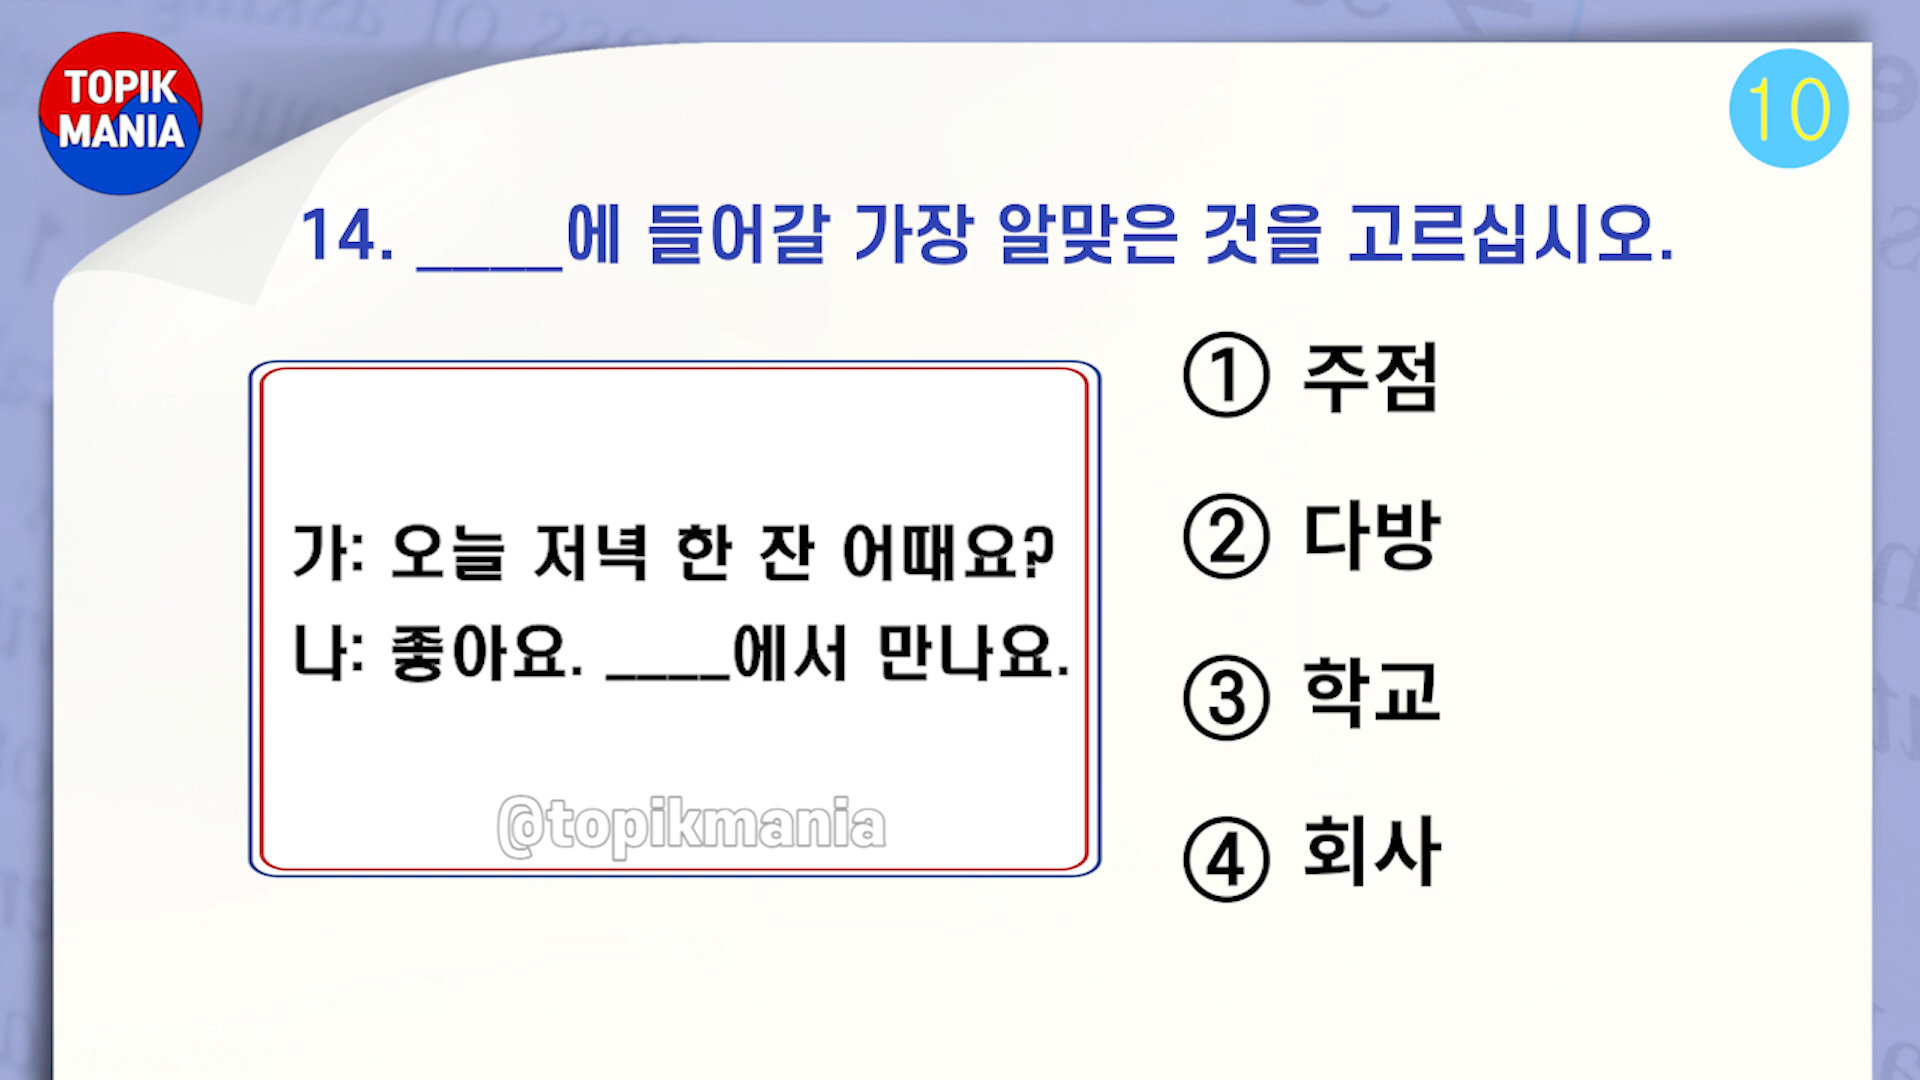 TOPIK
MANIA
10
14. ____에 들어갈 가장 알맞은 것을 고르십시오.
가: 오늘 저녁 한 잔 어때요?
나: 좋아요. ____에서 만나요.
@topikmania
① 주점
② 다방
③ 학교
④ 회사